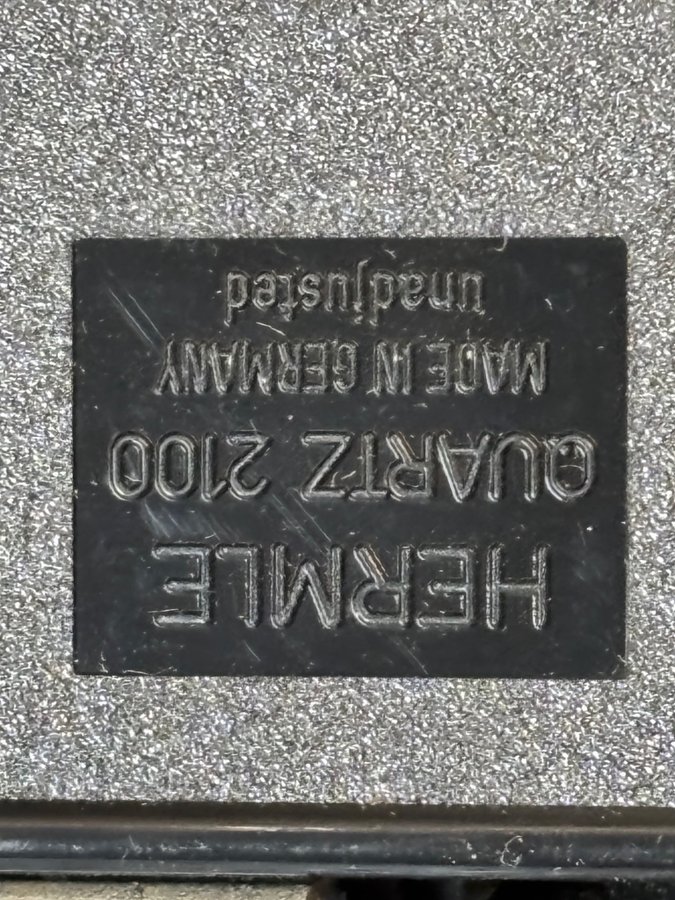 HERMLE
QUARTZ 2100
MADE IN GERMANY
unadjusted